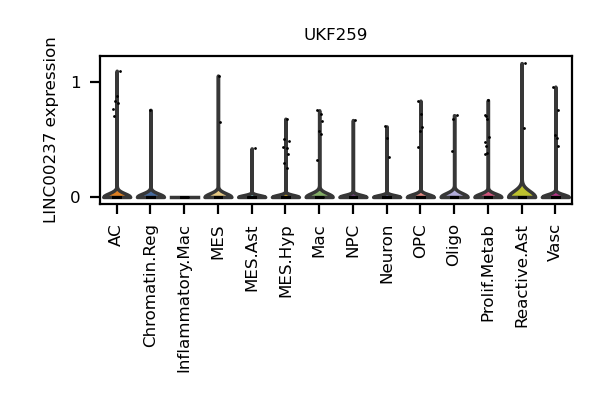 UKF259
LINC00237 expression
1
0
AC
Chromatin.Reg
Inflammatory.Mac
MES
MES.Ast
MES.Hyp
Mac
NPC
Neuron
OPC
Oligo
Prolif.Metab
Reactive.Ast
Vasc